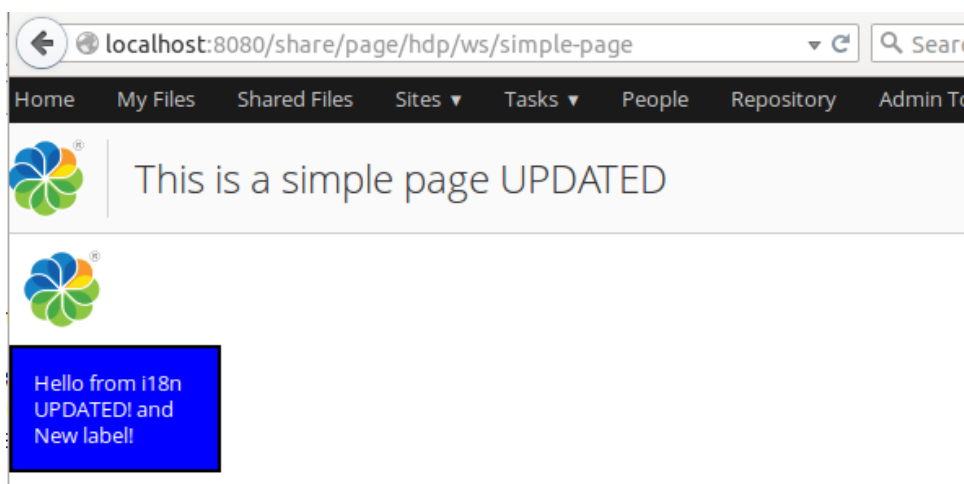 localhost:8080/share/page/hdp/ws/simple-page Sear
Home My Files Shared Files Sites ▾ Tasks ▾ People Repository Admin To
This is a simple page UPDATED
Hello from i18n
UPDATED! and
New label!